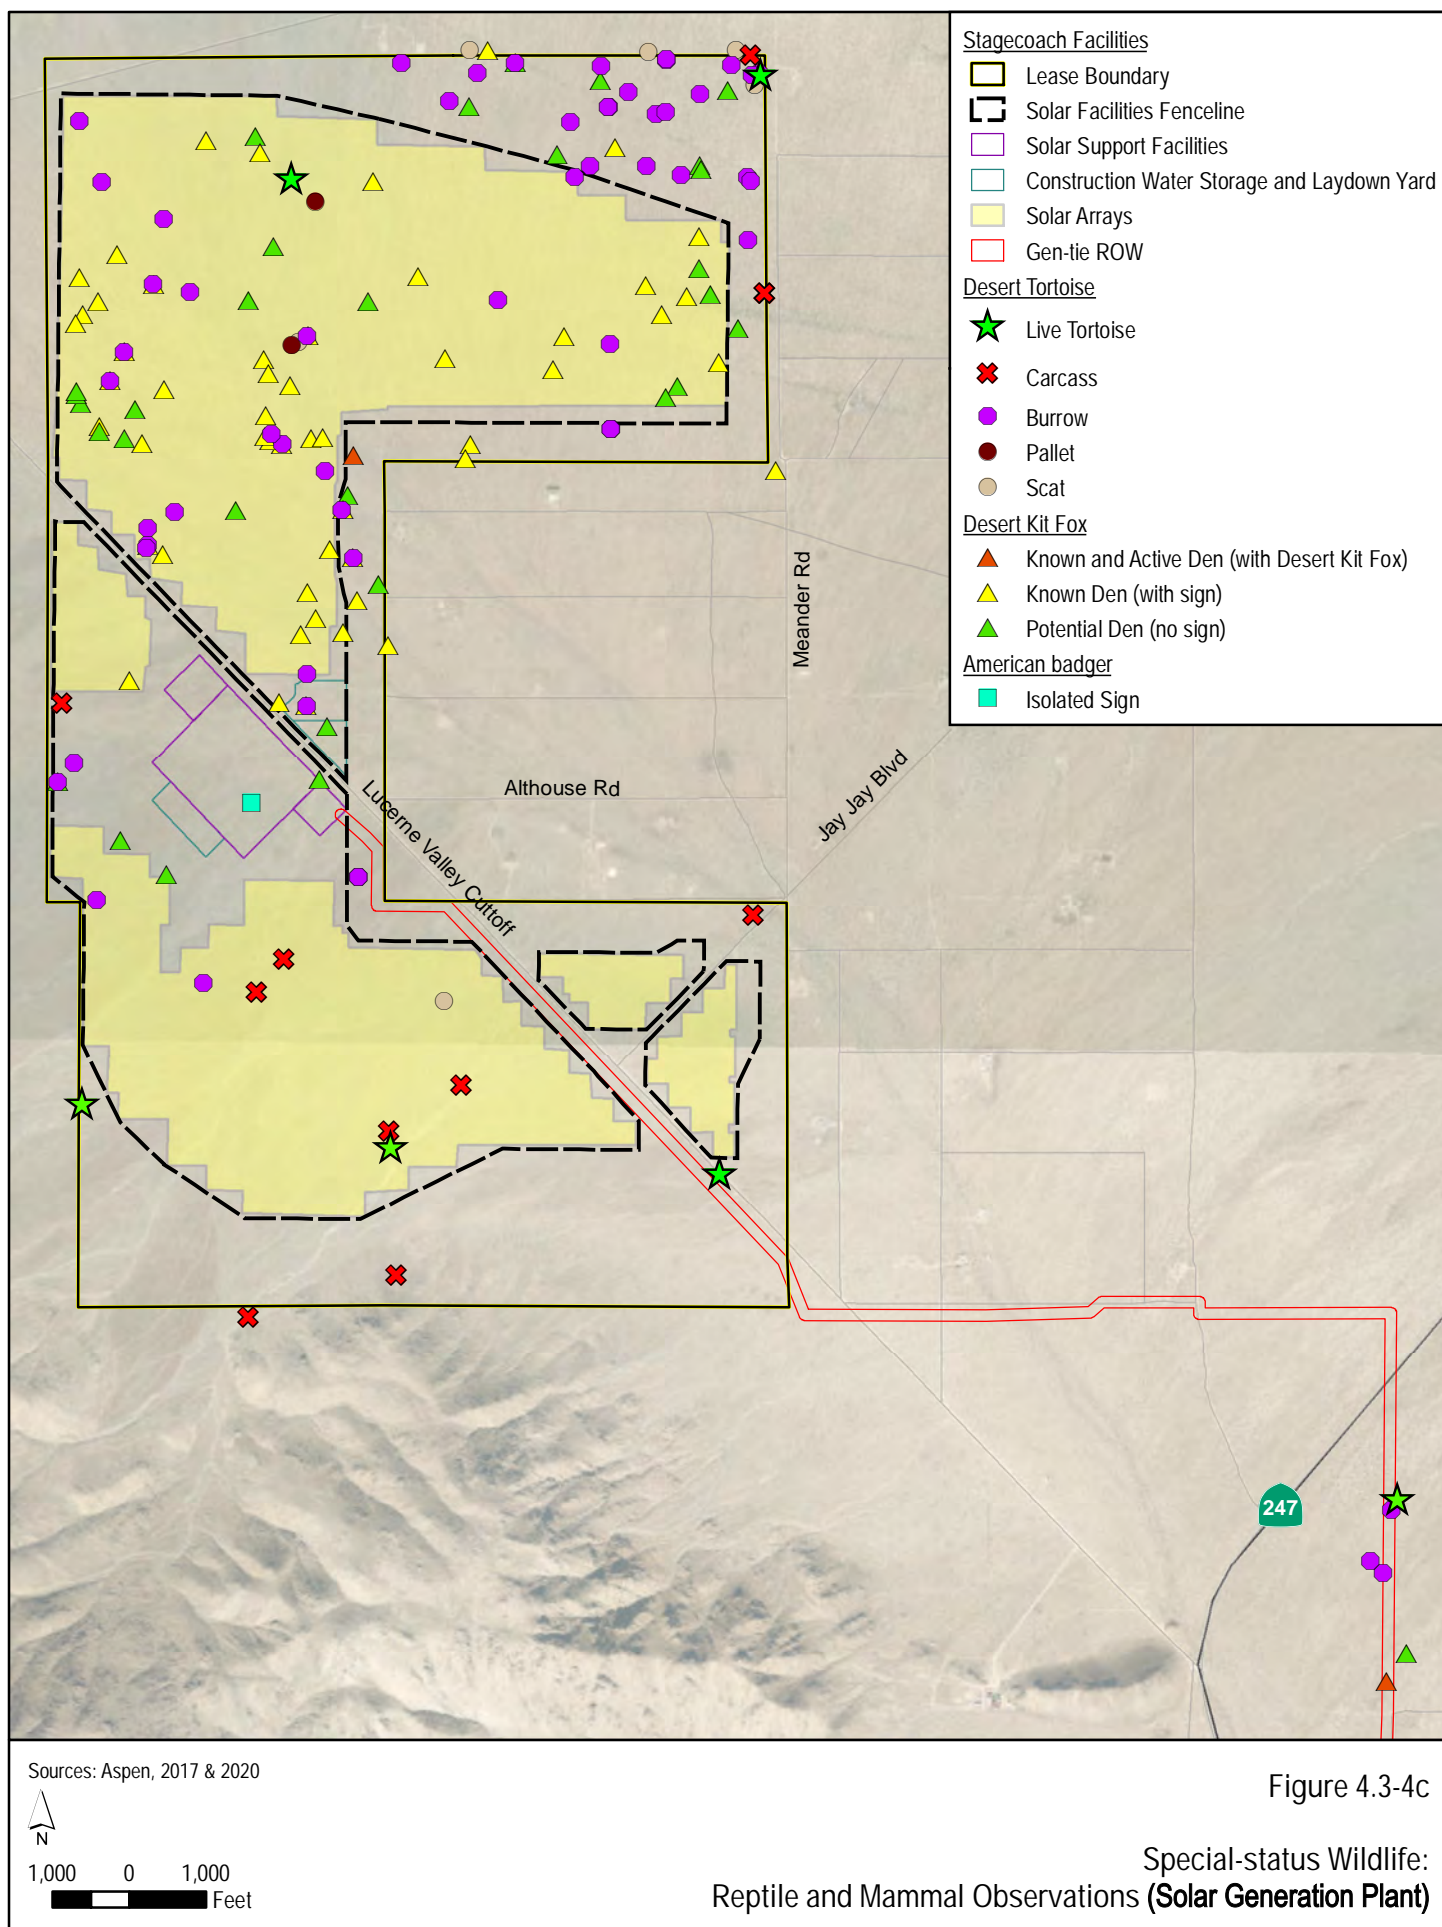 Stagecoach Facilities
Lease Boundary
Solar Facilities Fenceline
Solar Support Facilities
Construction Water Storage and Laydown Yard
Solar Arrays
Gen-tie ROW
Desert Tortoise
Live Tortoise
Carcass
Burrow
Pallet
Scat
Desert Kit Fox
Known and Active Den (with Desert Kit Fox)
Known Den (with sign)
Potential Den (no sign)
American badger
Isolated Sign
Meander Rd
Althouse Rd
Jay Jay Blvd
Lucerne Valley Cuttoff
247
Sources: Aspen, 2017 & 2020
N
1,000 0 1,000
Feet
Figure 4.3-4c
Special-status Wildlife:
Reptile and Mammal Observations (Solar Generation Plant)